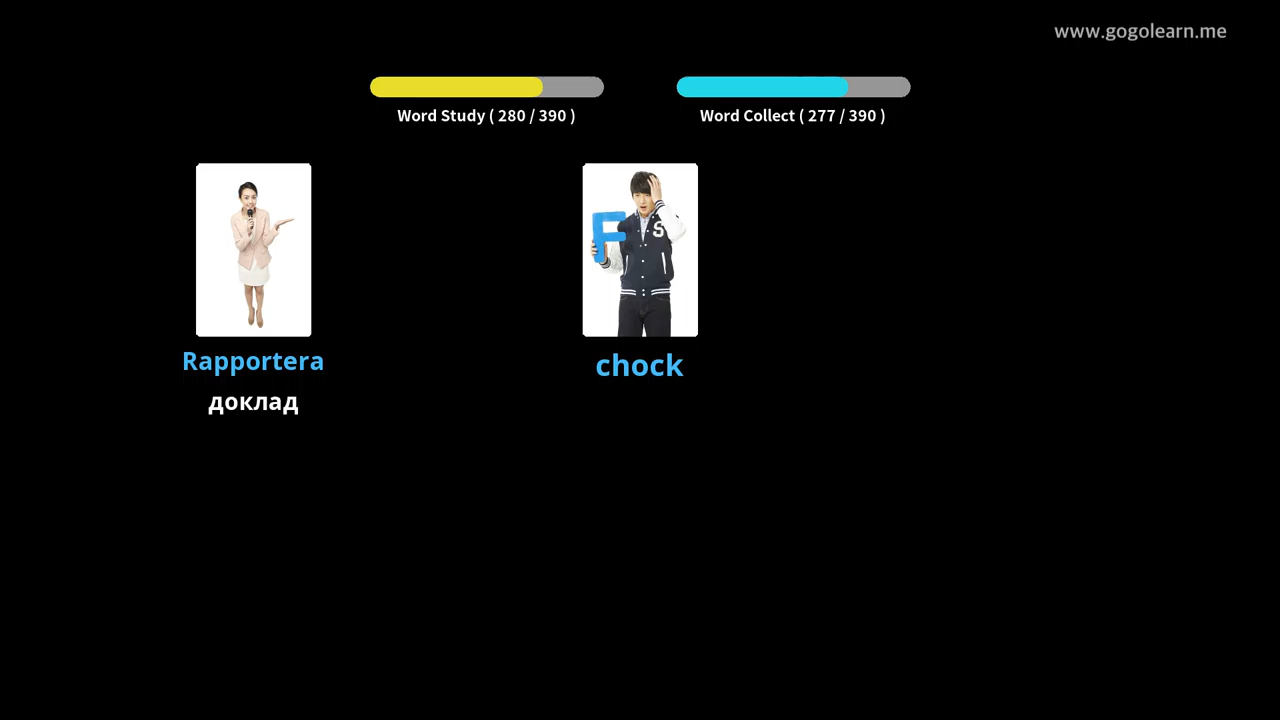 www.gogolearn.me
Word Study ( 280 / 390 )
Word Collect ( 277 / 390 )
F
S
Rapportera
chock
доклад